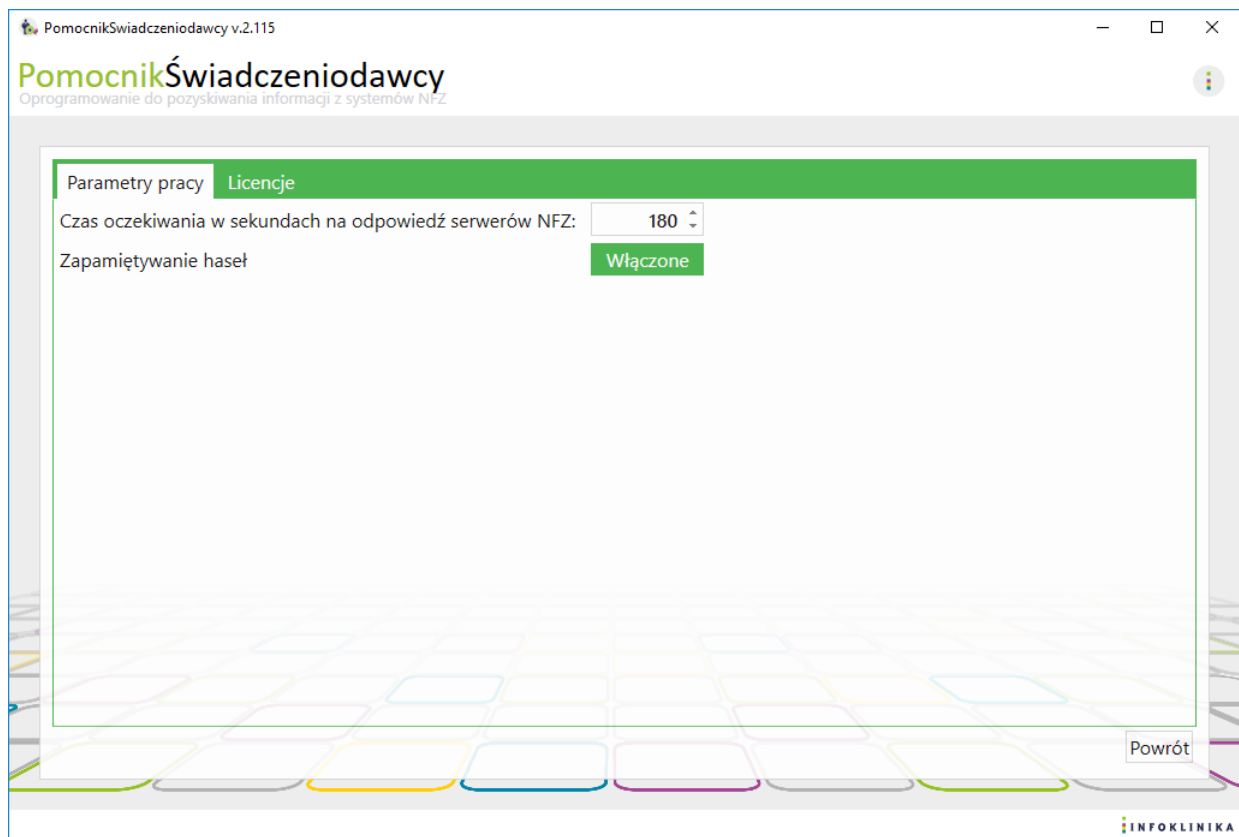 PomocnikSwiadczeniodawcy v.2.115
PomocnikŚwiadczeniodawcy
Oprogramowanie do pozyskiwania informacji z systemów NFZ
Parametry pracy Licencje
Czas oczekiwania w sekundach na odpowiedź serwerów NFZ: 180
Zapamiętywanie haseł Włączone
Powrót
INFOKLINIKA